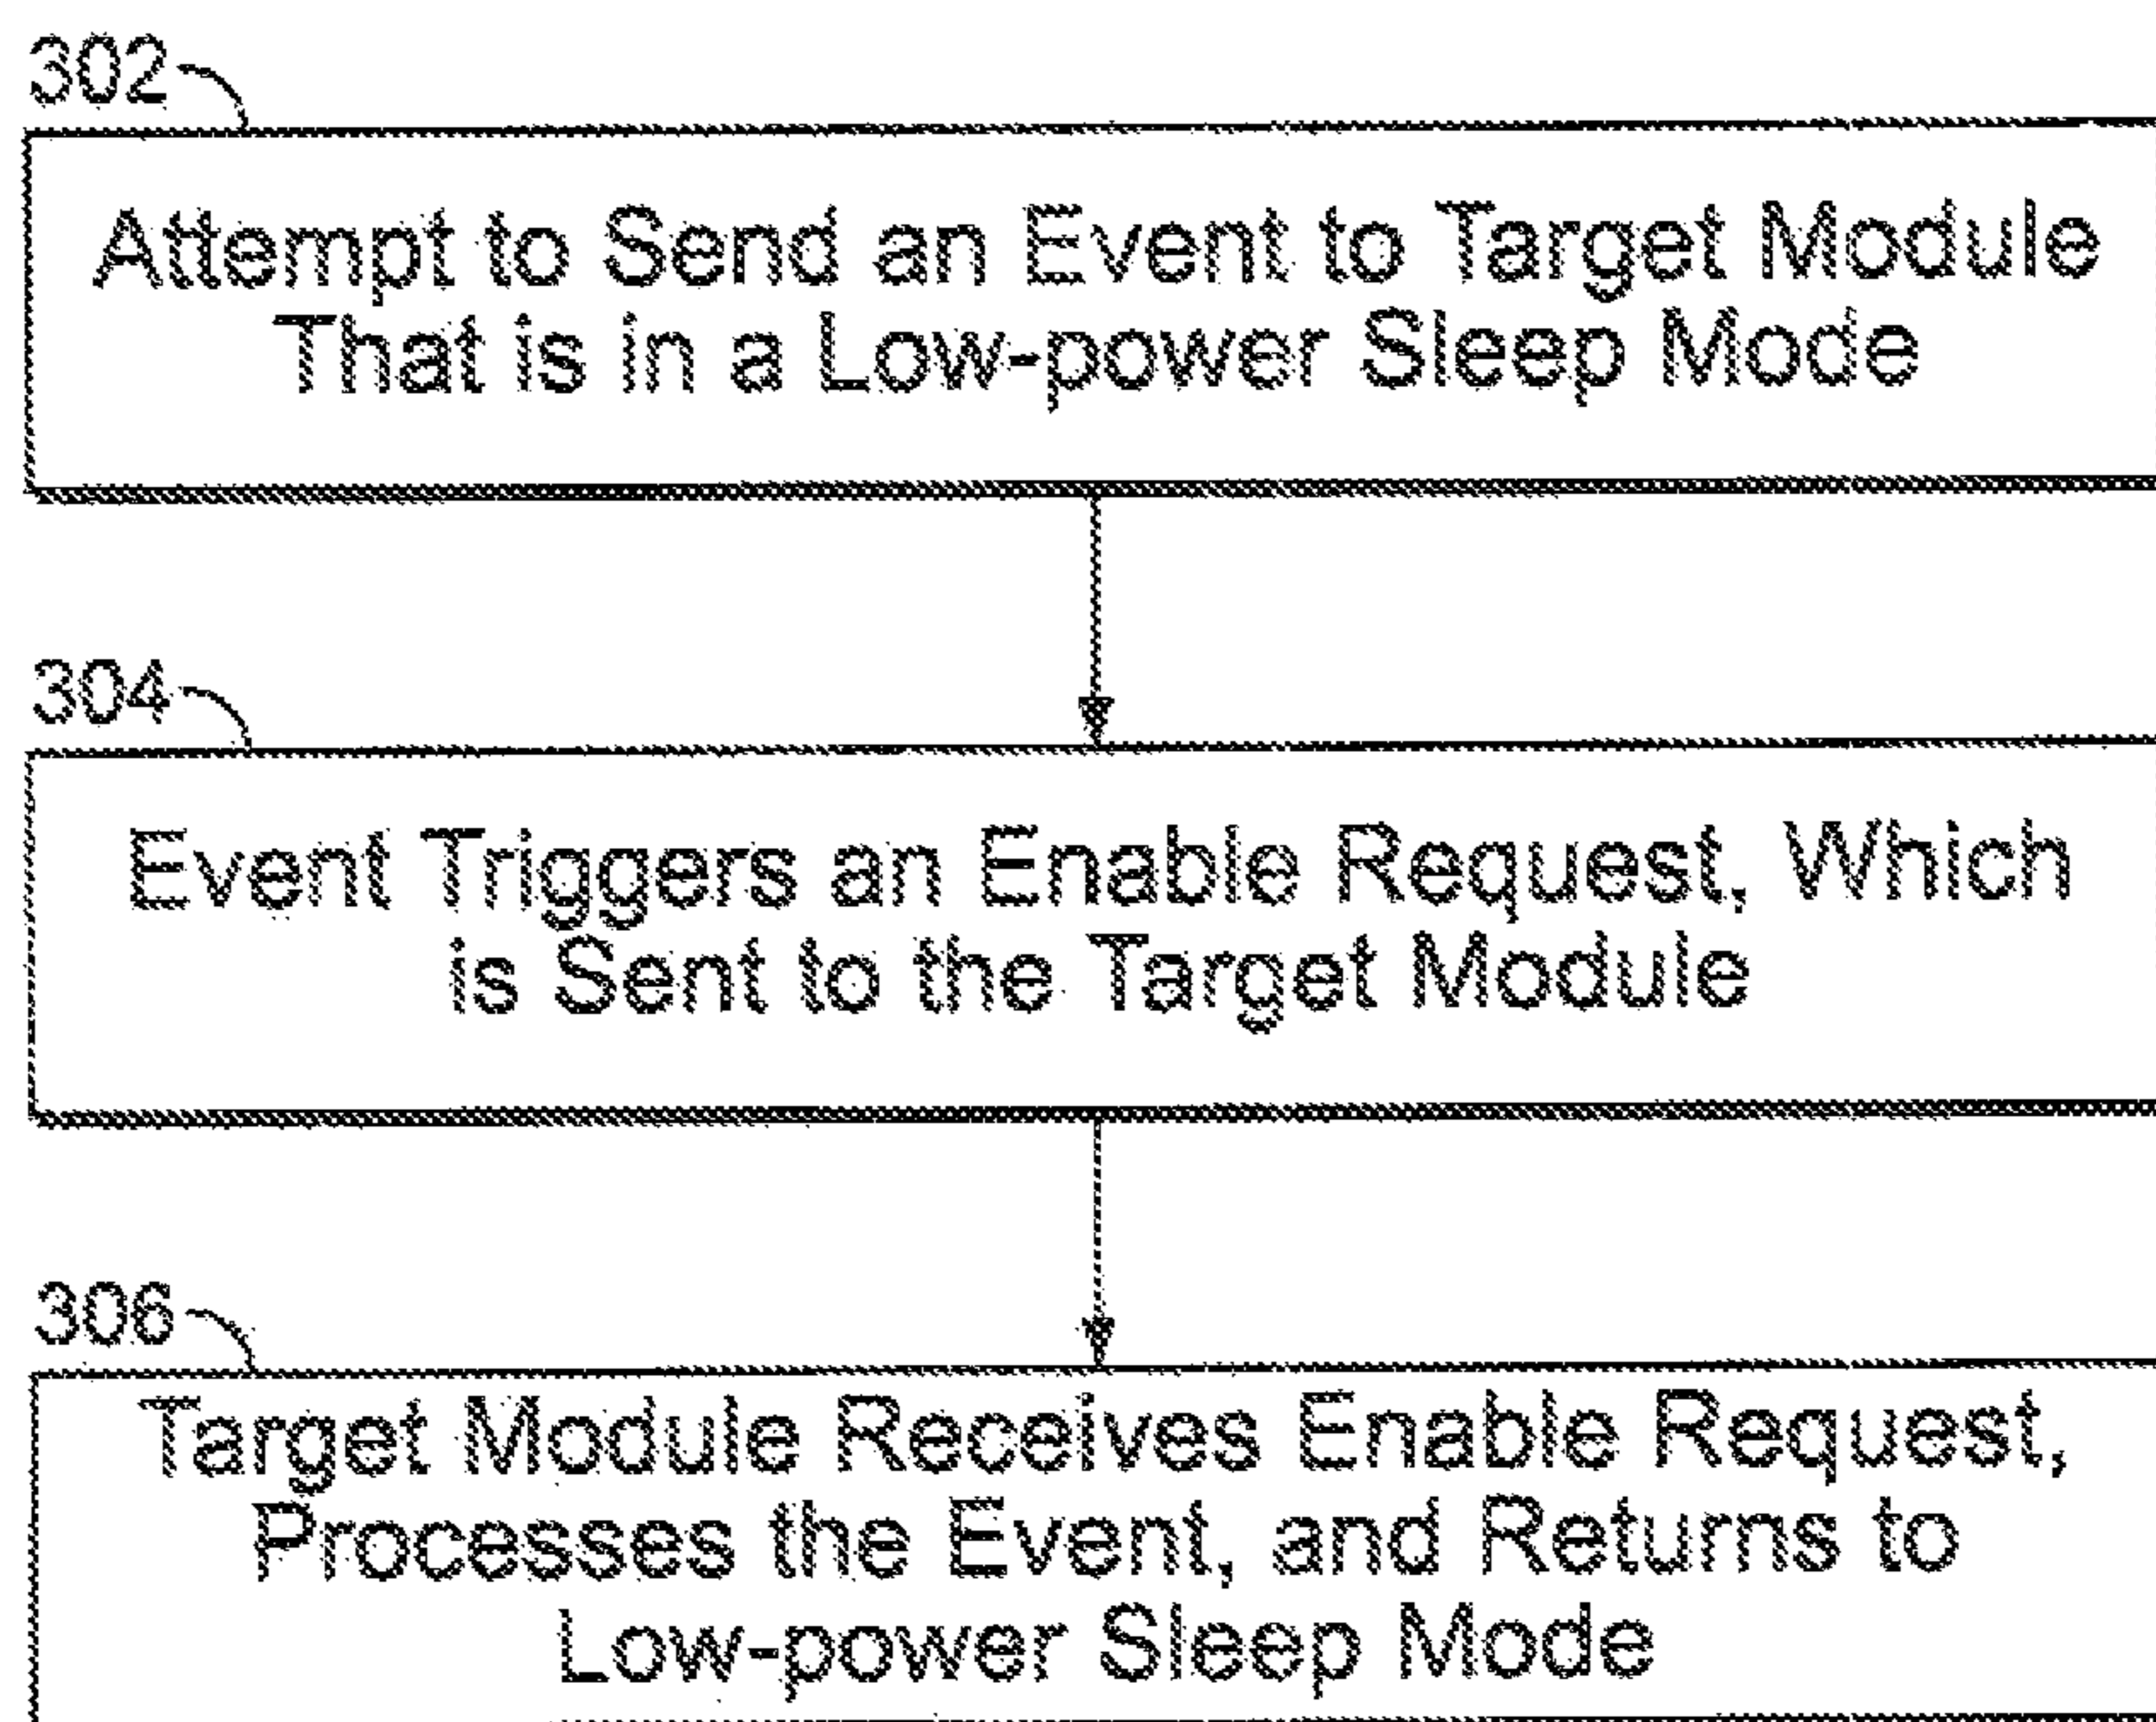 302
Attempt to Send an Event to Target Module
That is in a Low-power Sleep Mode
304
Event Triggers an Enable Request, Which
is Sent to the Target Module
306
Target Module Receives Enable Request,
Processes the Event, and Returns to
Low-power Sleep Mode